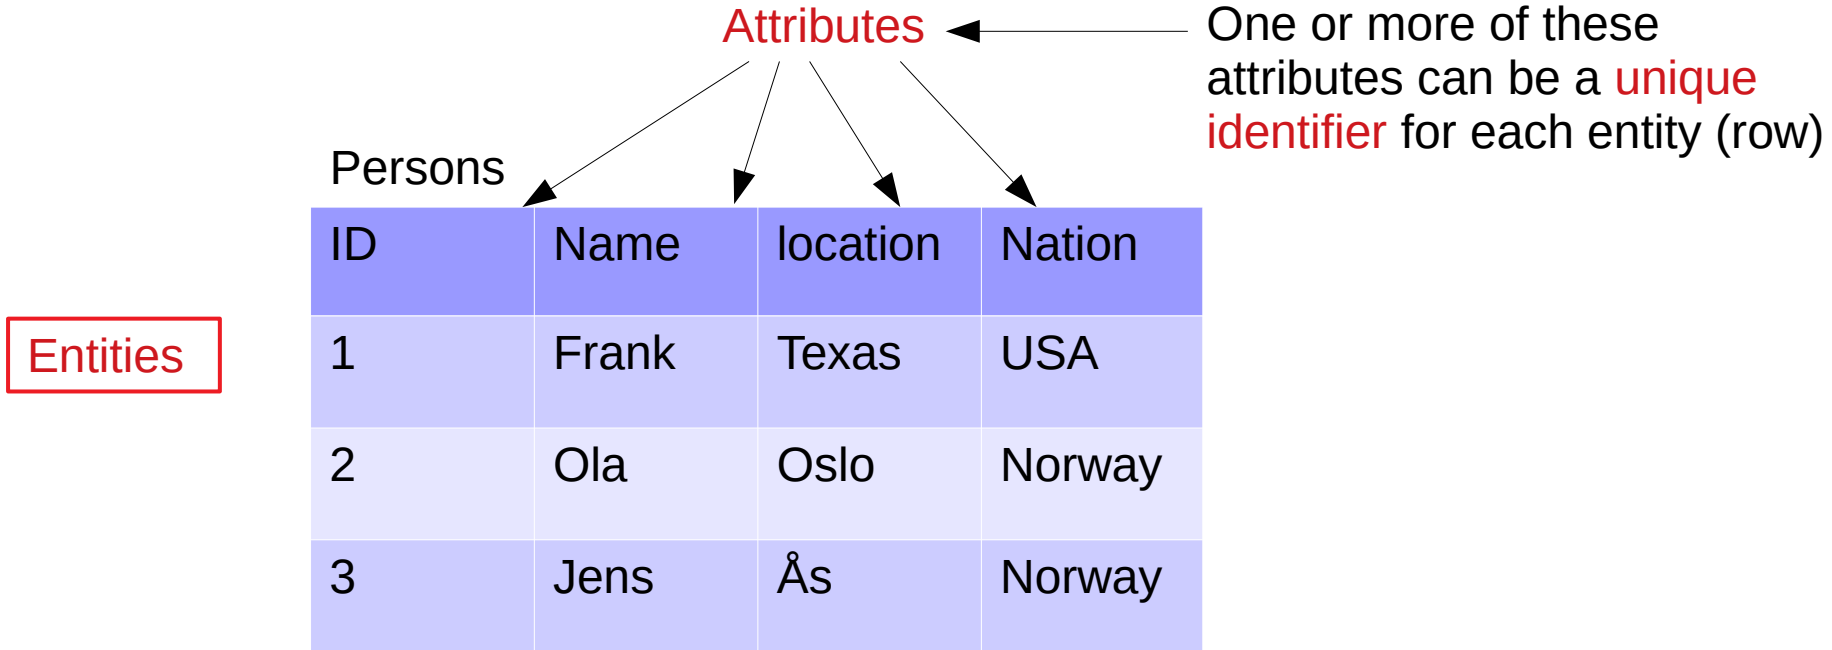 Attributes
One or more of these
attributes can be a unique
identifier for each entity (row)
Persons
ID Name location Nation
Entities
1 Frank Texas USA
2 Ola Oslo Norway
3 Jens Ås Norway